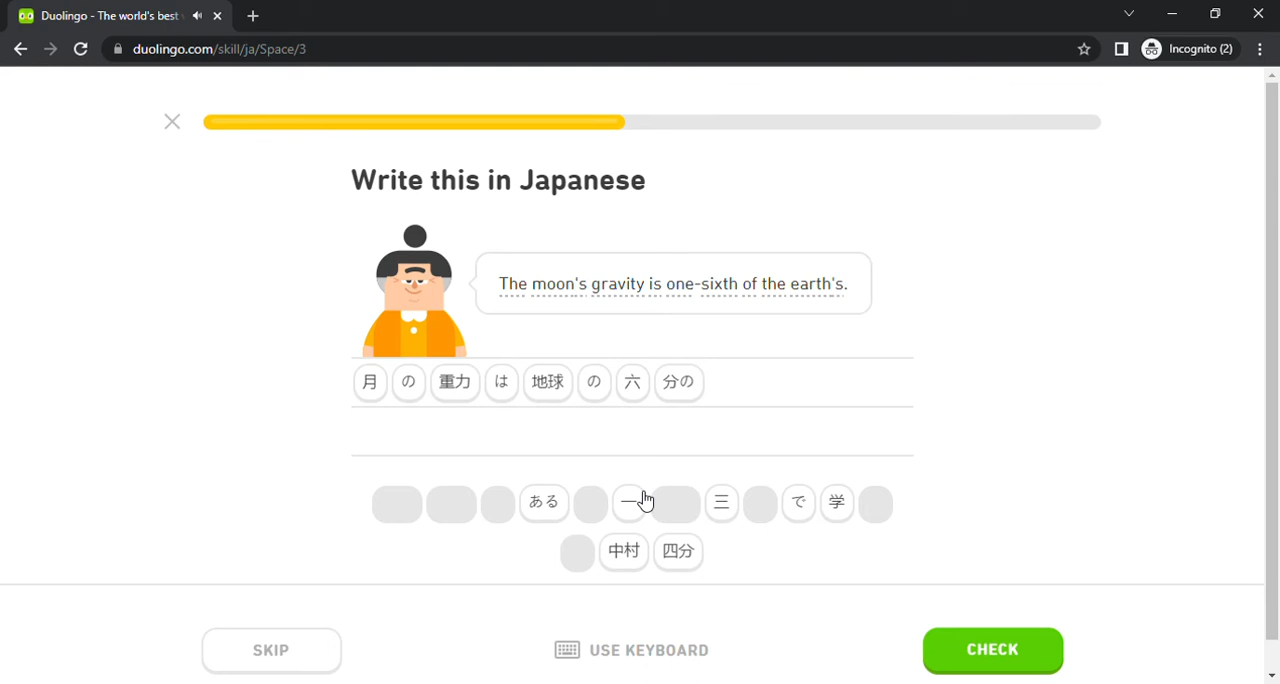 Duolingo - The world's best
duolingo.com/skill/ja/Space/3
Incognito (2)
Write this in Japanese
The moon's gravity is one-sixth of the earth's.
月 の 重力 は 地球 の 六 分の
ある 一 三 で 学
中村 四分
SKIP USE KEYBOARD CHECK